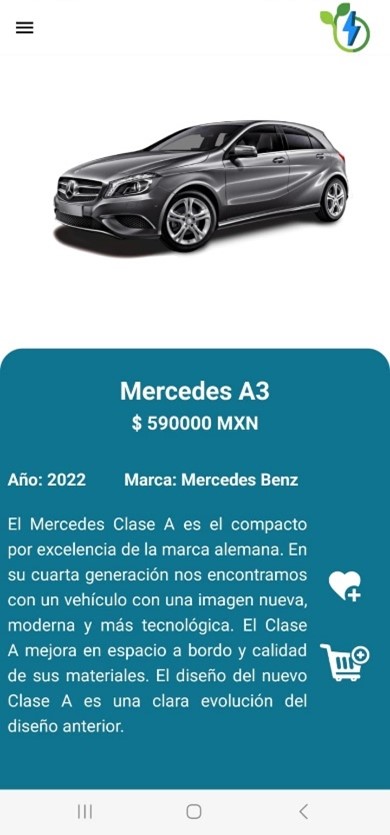 Mercedes A3
$ 590000 MXN
Año: 2022 Marca: Mercedes Benz
El Mercedes Clase A es el compacto
por excelencia de la marca alemana. En
su cuarta generación nos encontramos
con un vehículo con una imagen nueva,
moderna y más tecnológica. El Clase
A mejora en espacio a bordo y calidad
de sus materiales. El diseño del nuevo
Clase A es una clara evolución del
diseño anterior.